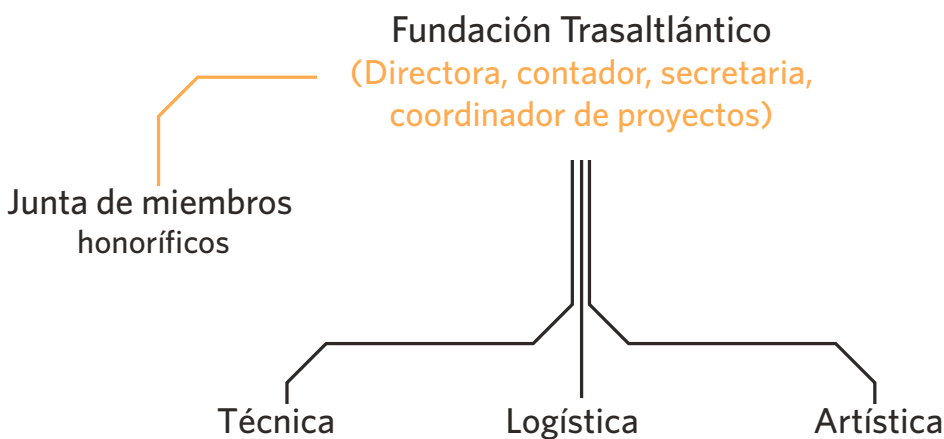 Fundación Trasaltlántico
(Directora, contador, secretaria,
coordinador de proyectos)
Junta de miembros
honoríficos
Técnica
Logística
Artística